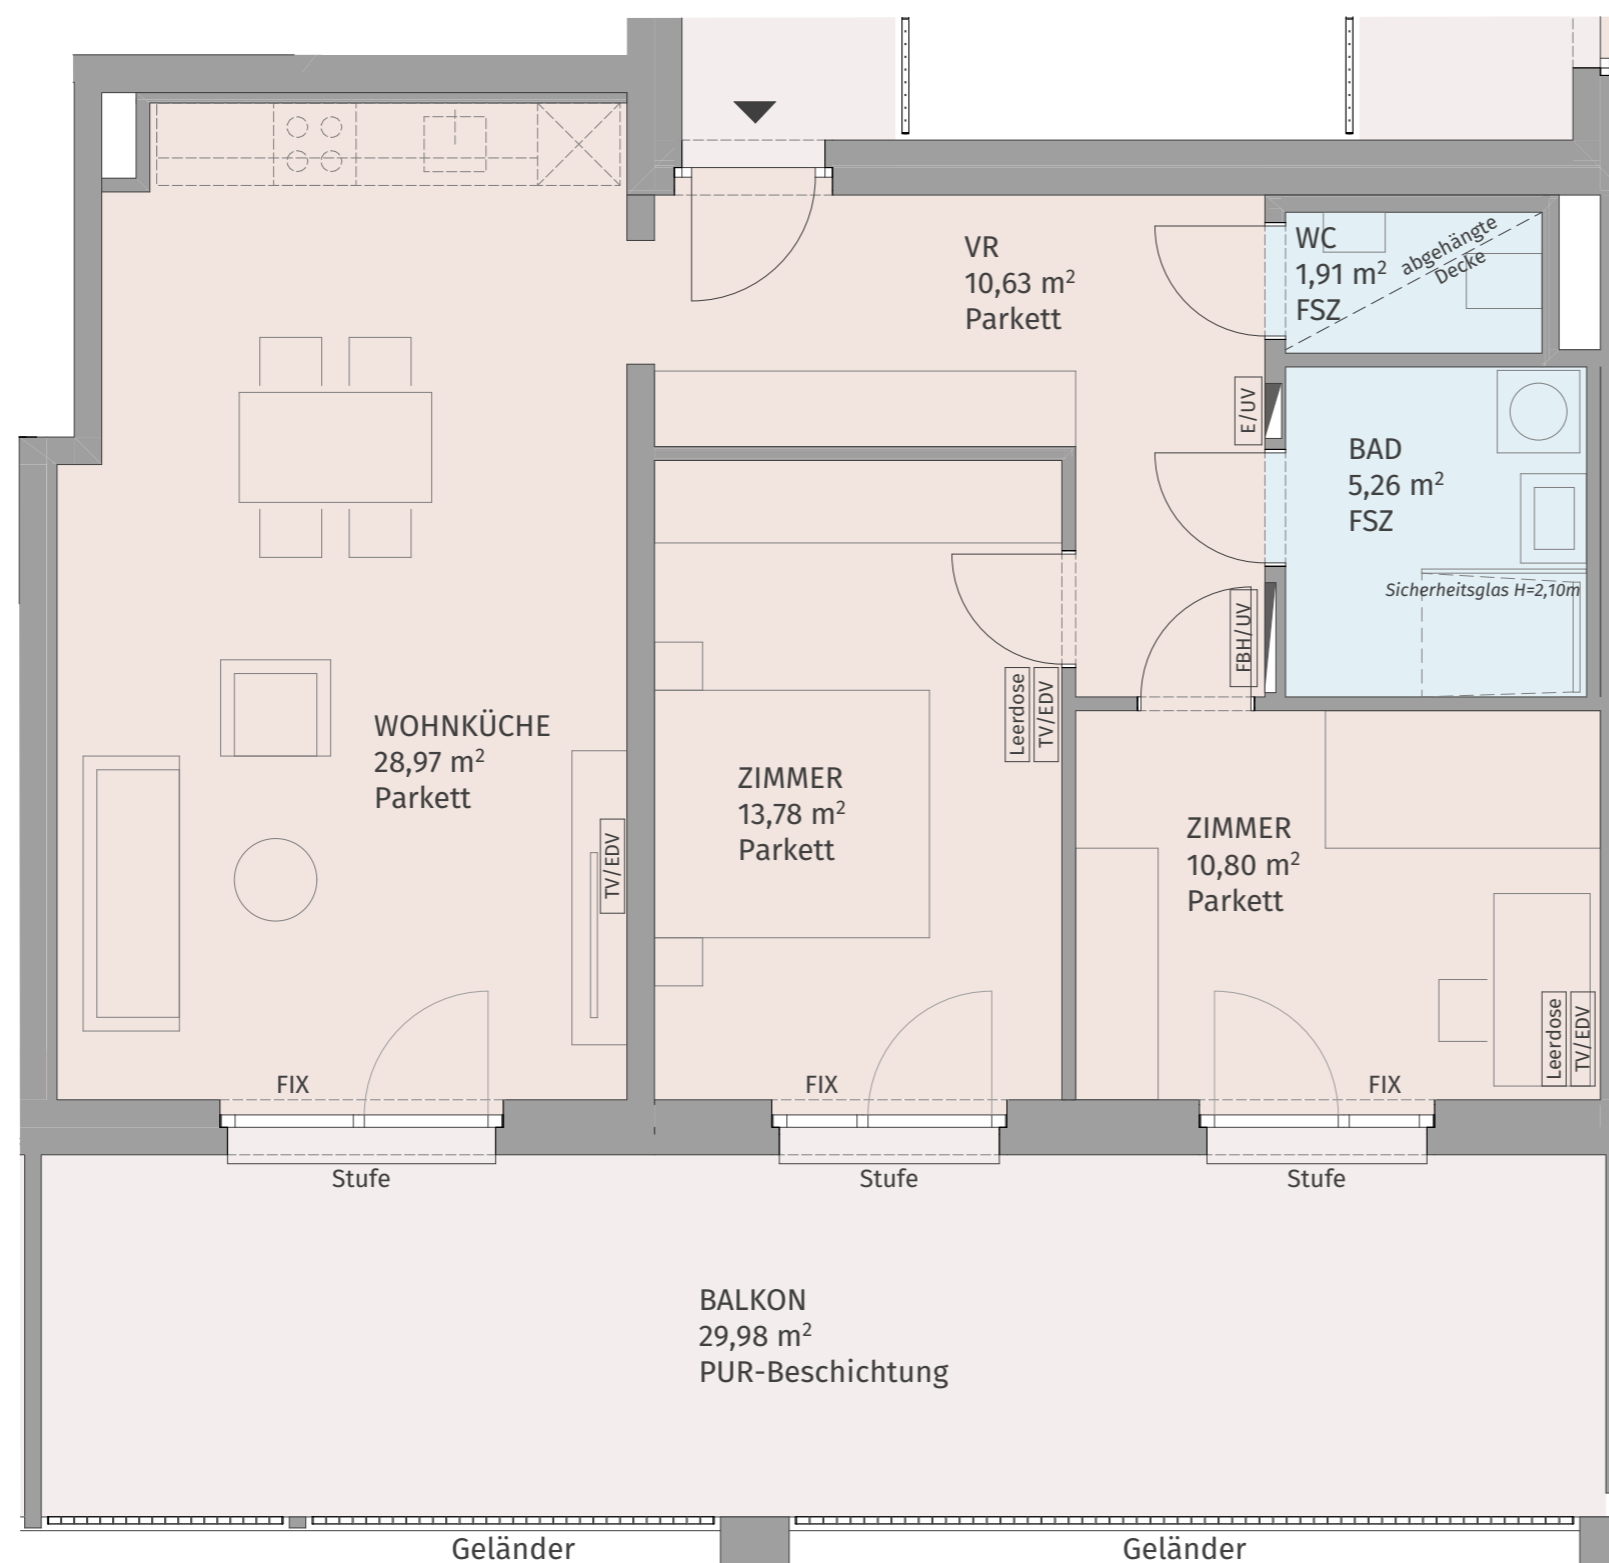 VR
10,63 m²
Parkett
WC
1,91 m²
FSZ
abgehängte
Decke
E/UV
BAD
5,26 m²
FSZ
Sicherheitsglas H=2,10m
FBH/UV
Leerdose
TV/EDV
WOHNKÜCHE
28,97 m²
Parkett
TV/EDV
ZIMMER
13,78 m²
Parkett
ZIMMER
10,80 m²
Parkett
Leerdose
TV/EDV
FIX
FIX
FIX
Stufe
Stufe
Stufe
BALKON
29,98 m²
PUR-Beschichtung
Geländer
Geländer